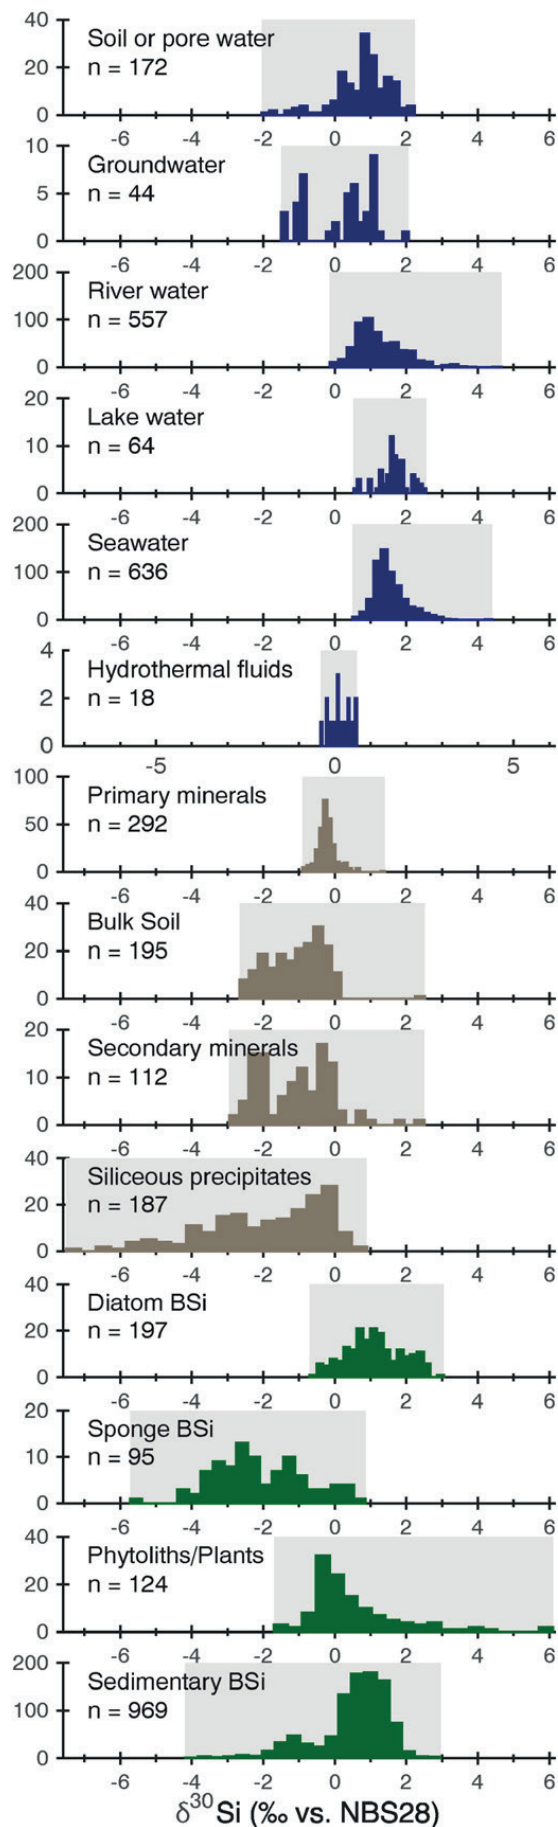 40
20
0
Soil or pore water
n = 172
-6 -4 -2 0 2 4 6
10
5
0
Groundwater
n = 44
-6 -4 -2 0 2 4 6
200
100
0
River water
n = 557
-6 -4 -2 0 2 4 6
20
10
0
Lake water
n = 64
-6 -4 -2 0 2 4 6
200
100
0
Seawater
n = 636
-6 -4 -2 0 2 4 6
4
2
0
Hydrothermal fluids
n = 18
-5 0 5
100
50
0
Primary minerals
n = 292
-6 -4 -2 0 2 4 6
40
20
0
Bulk Soil
n = 195
-6 -4 -2 0 2 4 6
20
10
0
Secondary minerals
n = 112
-6 -4 -2 0 2 4 6
40
20
0
Siliceous precipitates
n = 187
-6 -4 -2 0 2 4 6
40
20
0
Diatom BSi
n = 197
-6 -4 -2 0 2 4 6
20
10
0
Sponge BSi
n = 95
-6 -4 -2 0 2 4 6
40
20
0
Phytoliths/Plants
n = 124
-6 -4 -2 0 2 4 6
200
100
0
Sedimentary BSi
n = 969
-6 -4 -2 0 2 4 6
δ³⁰Si (‰ vs. NBS28)